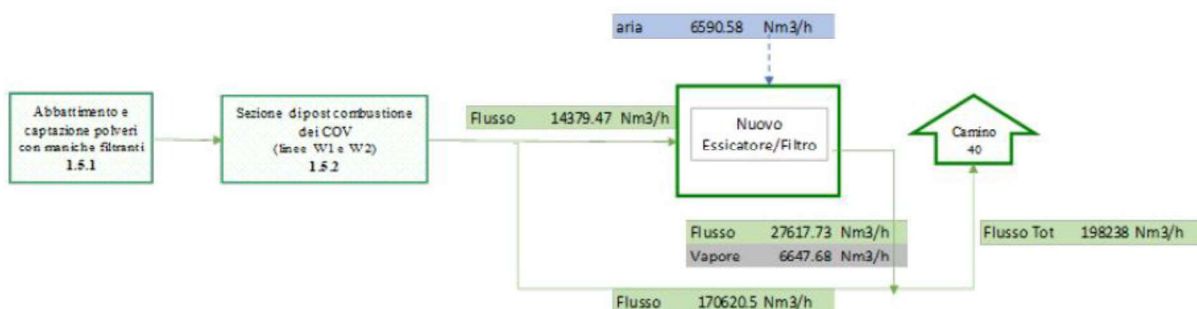 aria 6590.58 Nm3/h
Abbattimento e
captazione polveri
con maniche filtranti
1.5.1
Sezione di post combustione
dei COV
(linee W1 e W2)
1.5.2
Flusso 14379.47 Nm3/h
Nuovo
Essicatore/Filtro
Camino
40
Flusso 27617.73 Nm3/h
Vapore 6647.68 Nm3/h
Flusso Tot 198238 Nm3/h
Flusso 170620.5 Nm3/h